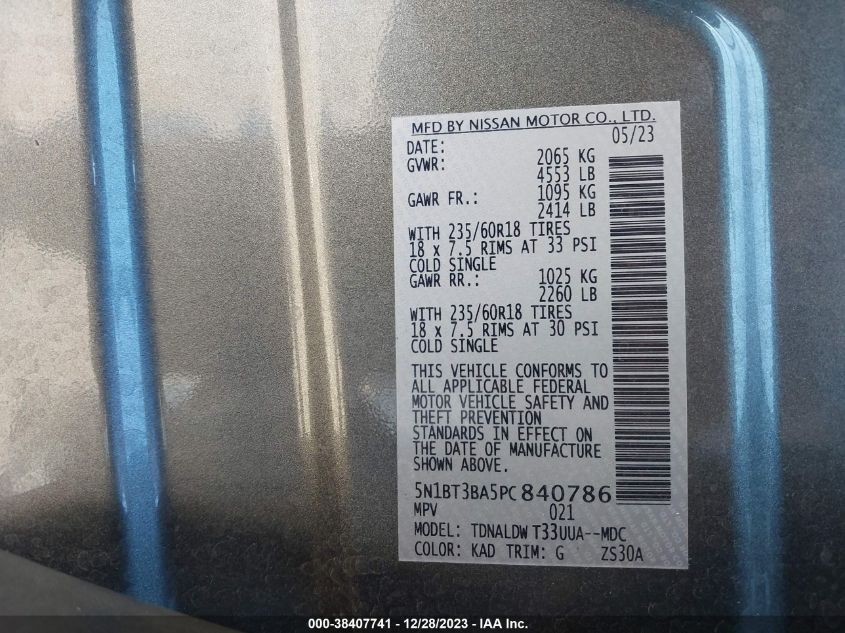 MFD BY NISSAN MOTOR CO., LTD.
DATE: 05/23
GVWR: 2065 KG
4553 LB
GAWR FR.: 1095 KG
2414 LB
WITH 235/60R18 TIRES
18 x 7.5 RIMS AT 33 PSI
COLD SINGLE
GAWR RR.: 1025 KG
2260 LB
WITH 235/60R18 TIRES
18 x 7.5 RIMS AT 30 PSI
COLD SINGLE
THIS VEHICLE CONFORMS TO
ALL APPLICABLE FEDERAL
MOTOR VEHICLE SAFETY AND
THEFT PREVENTION
STANDARDS IN EFFECT ON
THE DATE OF MANUFACTURE
SHOWN ABOVE.
5N1BT3BA5PC840786
MPV 021
MODEL: TDNALDW T33UUA--MDC
COLOR: KAD TRIM: G ZS30A
000-38407741 - 12/28/2023 - IAA Inc.